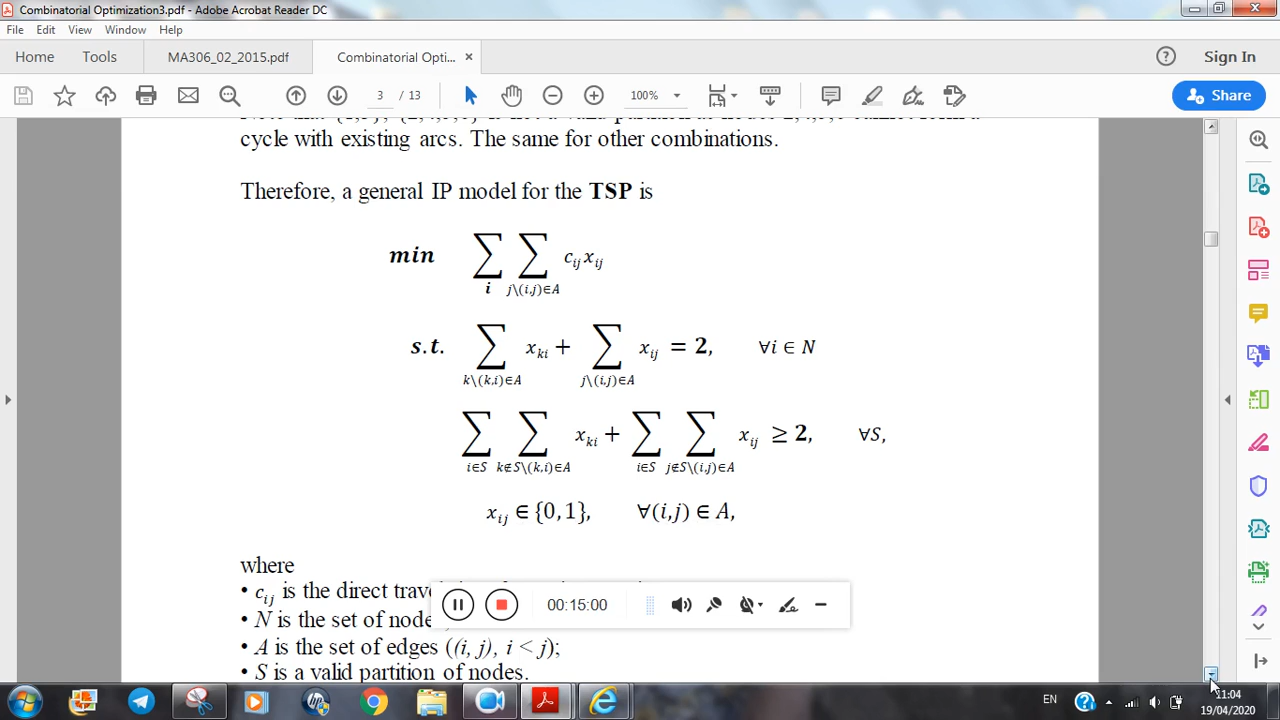 Combinatorial Optimization3.pdf - Adobe Acrobat Reader DC
File Edit View Window Help
Home Tools MA306_02_2015.pdf Combinatorial Opti... × Sign In
3 / 13 100% Share
cycle with existing arcs. The same for other combinations.
Therefore, a general IP model for the TSP is
min ∑_i ∑_{j\(i,j)∈A} c_ij x_ij
s.t. ∑_{k\(k,i)∈A} x_ki + ∑_{j\(i,j)∈A} x_ij = 2, ∀i ∈ N
∑_{i∈S} ∑_{k∉S\(k,i)∈A} x_ki + ∑_{i∈S} ∑_{j∉S\(i,j)∈A} x_ij ≥ 2, ∀S,
x_ij ∈ {0, 1}, ∀(i, j) ∈ A,
where
• c_ij is the direct
• N is the set of
00:15:00
• A is the set of edges ((i, j), i < j);
• S is a valid partition of nodes.
EN 11:04
19/04/2020